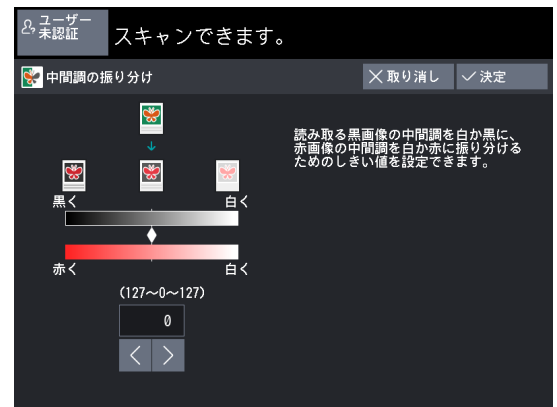 ユーザー
未認証
スキャンできます。
中間調の振り分け
取り消し
決定
読み取る黒画像の中間調を白か黒に、
赤画像の中間調を白か赤に振り分ける
ためのしきい値を設定できます。
黒く
白く
赤く
白く
(127~0~127)
0